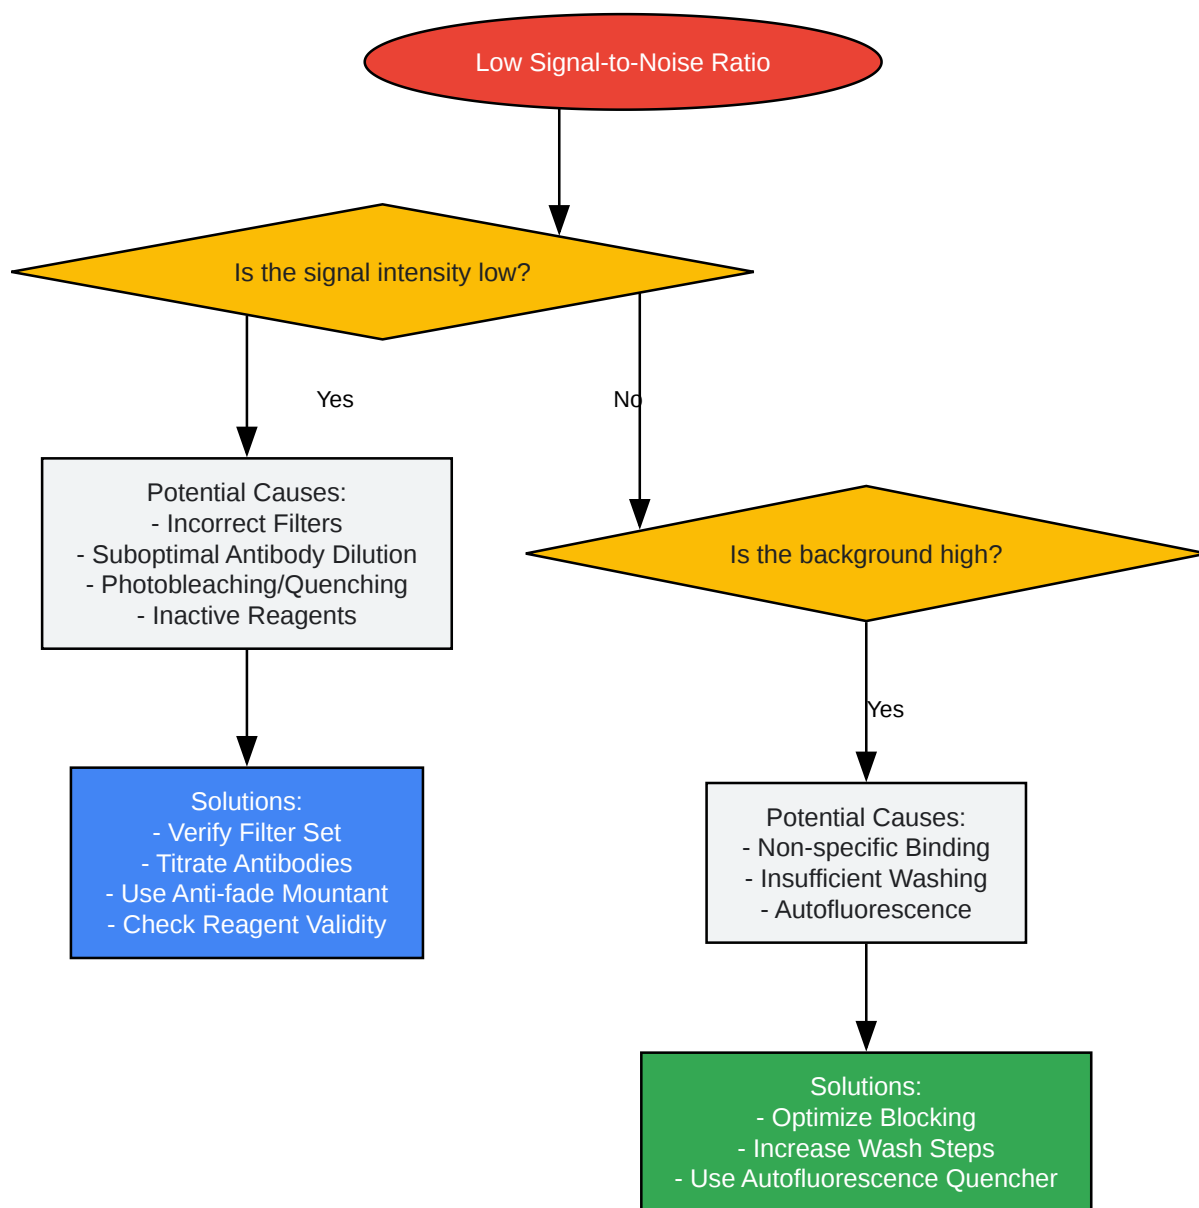 Low Signal-to-Noise Ratio
Is the signal intensity low?
Yes
No
Potential Causes:
- Incorrect Filters
- Suboptimal Antibody Dilution
- Photobleaching/Quenching
- Inactive Reagents
Is the background high?
Yes
Solutions:
- Verify Filter Set
- Titrate Antibodies
- Use Anti-fade Mountant
- Check Reagent Validity
Potential Causes:
- Non-specific Binding
- Insufficient Washing
- Autofluorescence
Solutions:
- Optimize Blocking
- Increase Wash Steps
- Use Autofluorescence Quencher